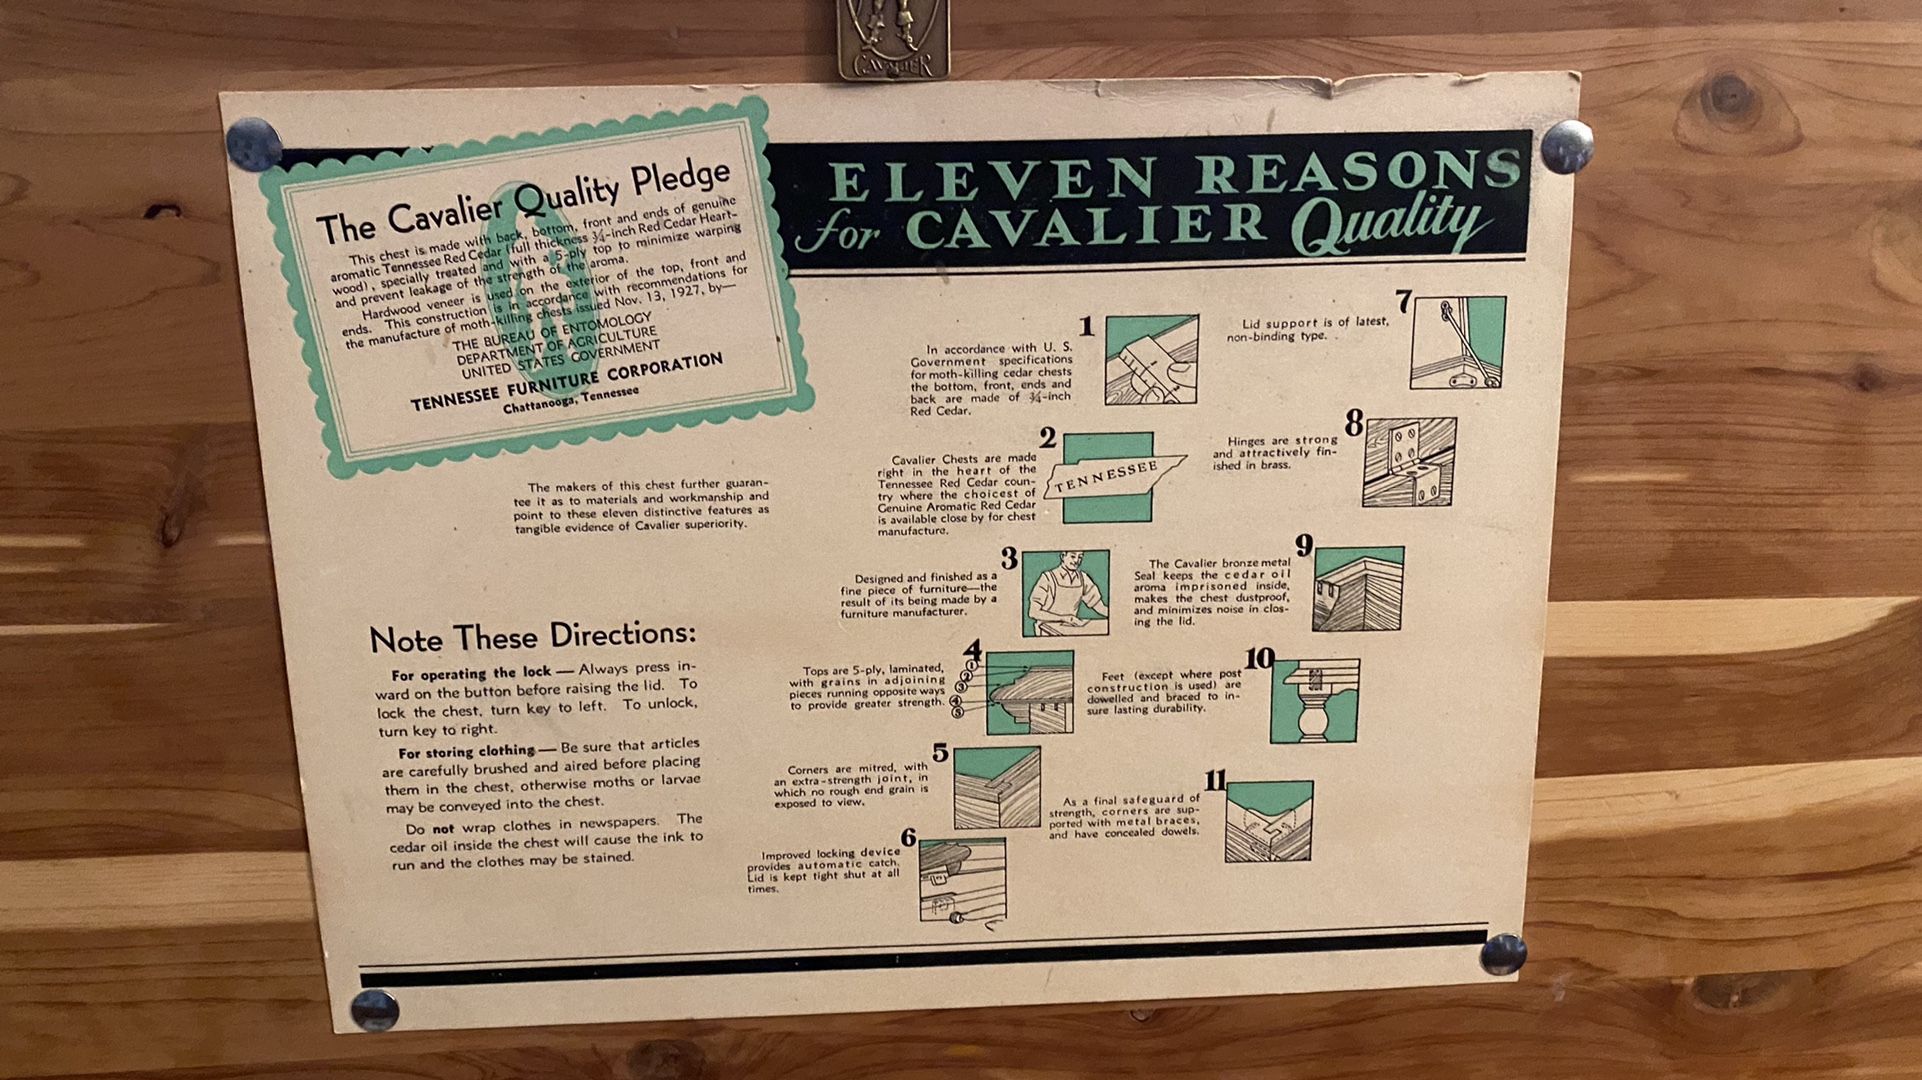 CAVALIER
The Cavalier Quality Pledge
This chest is made with back, bottom, front and ends of genuine
aromatic Tennessee Red Cedar (full thickness ¾-inch Red Cedar Heart-
wood), specially treated and with a 5-ply top to minimize warping
and prevent leakage of the strength of the aroma.
Hardwood veneer is used on the exterior of the top, front and
ends. This construction is in accordance with recommendations for
the manufacture of moth-killing chests issued Nov. 13, 1927, by—
THE BUREAU OF ENTOMOLOGY
DEPARTMENT OF AGRICULTURE
UNITED STATES GOVERNMENT
TENNESSEE FURNITURE CORPORATION
Chattanooga, Tennessee
ELEVEN REASONS
for CAVALIER Quality
The makers of this chest further guaran-
tee it as to materials and workmanship and
point to these eleven distinctive features as
tangible evidence of Cavalier superiority.
Note These Directions:
For operating the lock — Always press in-
ward on the button before raising the lid. To
lock the chest, turn key to left. To unlock,
turn key to right.
For storing clothing — Be sure that articles
are carefully brushed and aired before placing
them in the chest, otherwise moths or larvae
may be conveyed into the chest.
Do not wrap clothes in newspapers. The
cedar oil inside the chest will cause the ink to
run and the clothes may be stained.
1
In accordance with U. S.
Government specifications
for moth-killing cedar chests
the bottom, front, ends and
back are made of ¾-inch
Red Cedar.
2
Cavalier Chests are made
right in the heart of the
Tennessee Red Cedar coun-
try where the choicest of
Genuine Aromatic Red Cedar
is available close by for chest
manufacture.
TENNESSEE
3
Designed and finished as a
fine piece of furniture—the
result of its being made by a
furniture manufacturer.
4
Tops are 5-ply, laminated,
with grains in adjoining
pieces running opposite ways
to provide greater strength.
1
2
3
4
5
5
Corners are mitred, with
an extra-strength joint, in
which no rough end grain is
exposed to view.
6
Improved locking device
provides automatic catch.
Lid is kept tight shut at all
times.
7
Lid support is of latest,
non-binding type.
8
Hinges are strong
and attractively fin-
ished in brass.
9
The Cavalier bronze metal
Seal keeps the cedar oil
aroma imprisoned inside,
makes the chest dustproof,
and minimizes noise in clos-
ing the lid.
10
Feet (except where post
construction is used) are
dowelled and braced to in-
sure lasting durability.
11
As a final safeguard of
strength, corners are sup-
ported with metal braces,
and have concealed dowels.